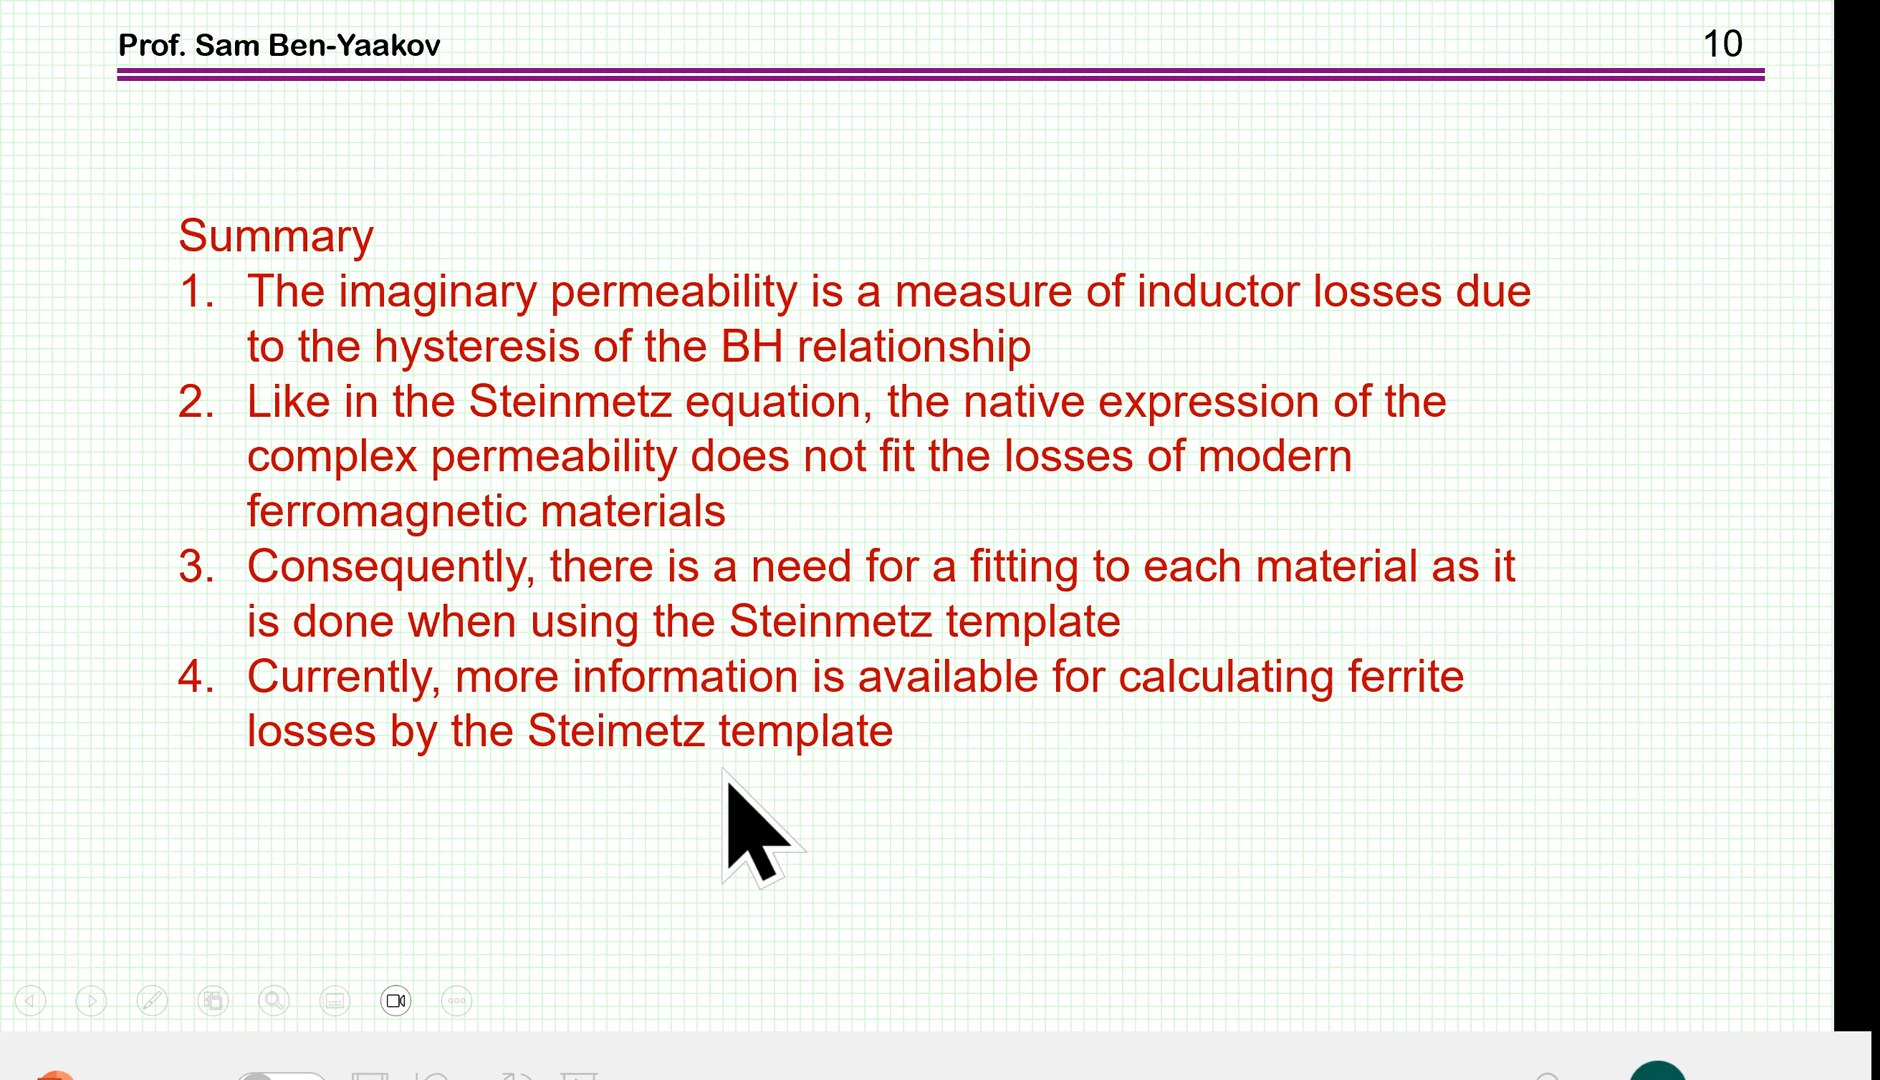 Prof. Sam Ben-Yaakov
10
Summary
1. The imaginary permeability is a measure of inductor losses due
to the hysteresis of the BH relationship
2. Like in the Steinmetz equation, the native expression of the
complex permeability does not fit the losses of modern
ferromagnetic materials
3. Consequently, there is a need for a fitting to each material as it
is done when using the Steinmetz template
4. Currently, more information is available for calculating ferrite
losses by the Steimetz template